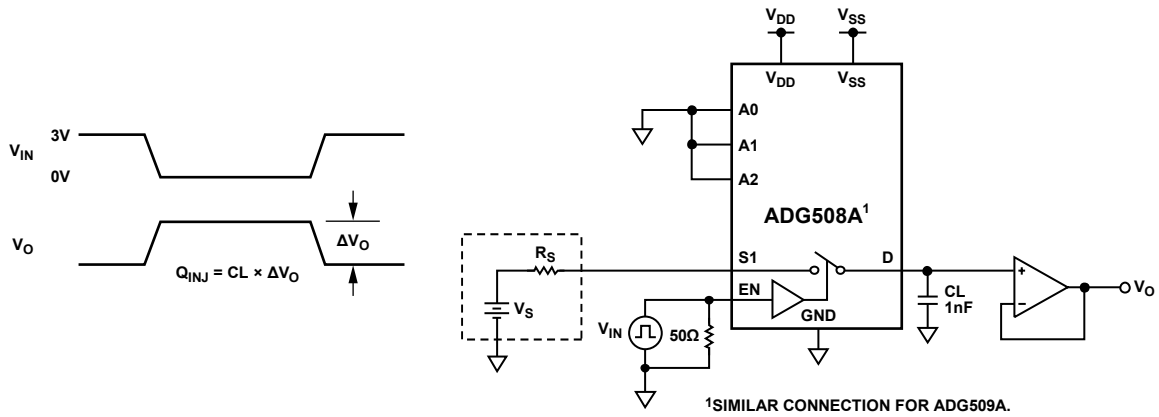 3V
V_IN
0V
V_O
ΔV_O
Q_INJ = CL × ΔV_O
V_DD
V_SS
V_DD
V_SS
A0
A1
A2
ADG508A¹
R_S
S1
D
V_S
EN
V_IN
50Ω
GND
CL
1nF
+
−
V_O
¹SIMILAR CONNECTION FOR ADG509A.